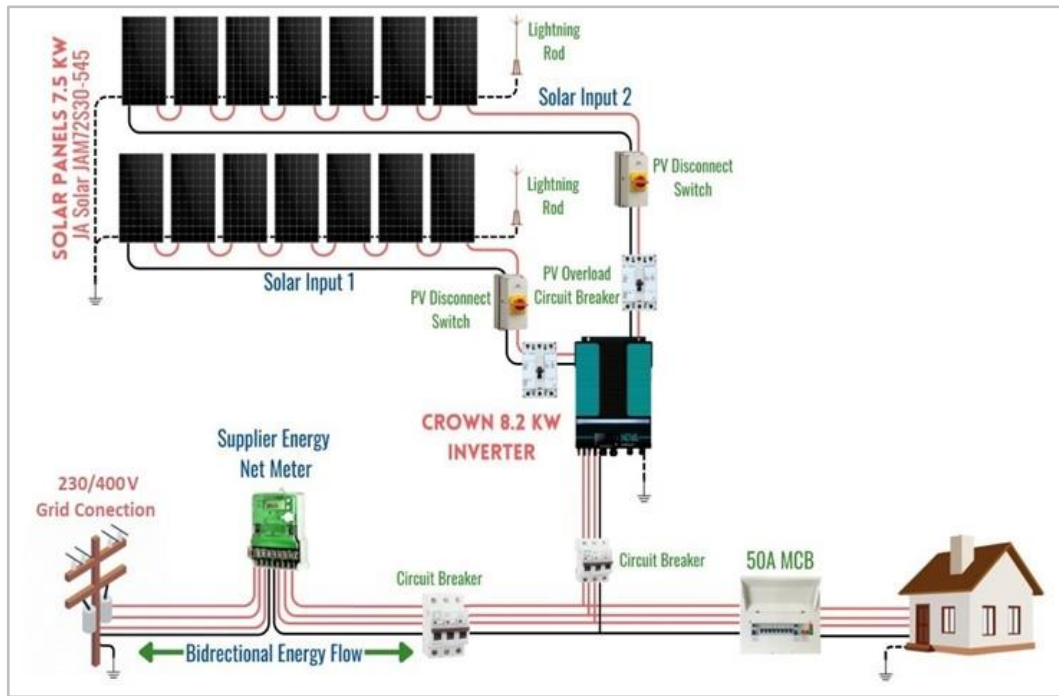 SOLAR PANELS 7.5 KW
JA Solar JAM72S30-545
Lightning
Rod
Solar Input 2
PV Disconnect
Switch
Lightning
Rod
Solar Input 1
PV Disconnect
Switch
PV Overload
Circuit Breaker
CROWN 8.2 KW
INVERTER
Supplier Energy
Net Meter
230/400V
Grid Conection
Circuit Breaker
Circuit Breaker
50A MCB
Bidrectional Energy Flow